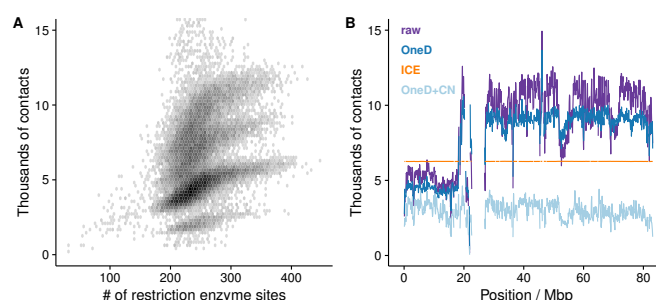 A
Thousands of contacts
15
10
5
0
100
200
300
400
# of restriction enzyme sites
B
raw
OneD
ICE
OneD+CN
Thousands of contacts
15
10
5
0
0
20
40
60
80
Position / Mbp